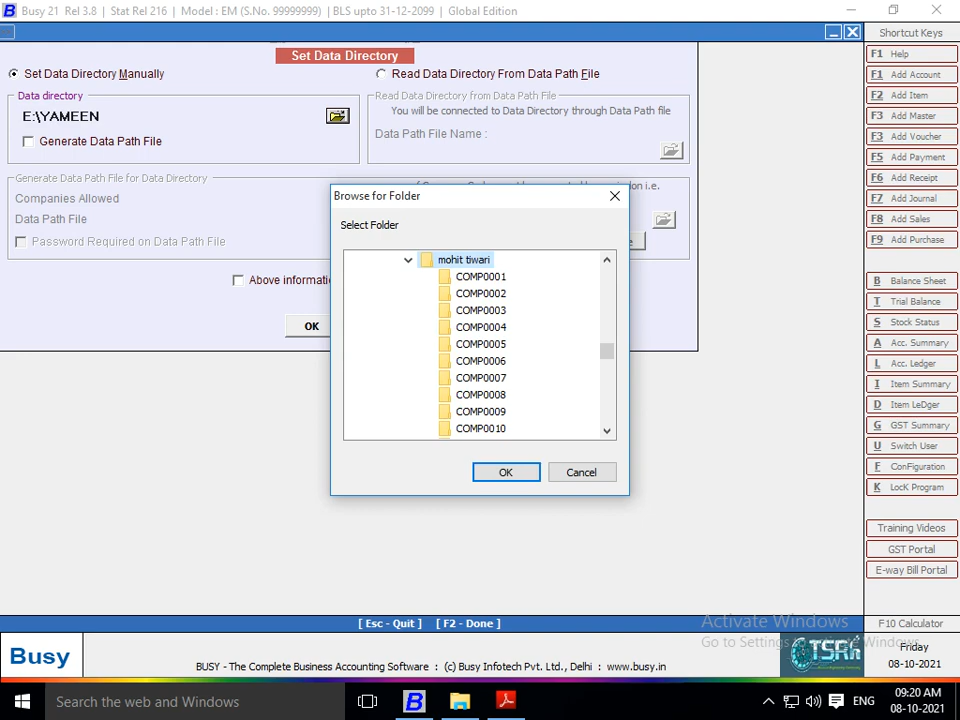 Busy 21 Rel 3.8 | Stat Rel 216 | Model : EM (S.No. 99999999) | BLS upto 31-12-2099 | Global Edition
Set Data Directory
Set Data Directory Manually
Read Data Directory From Data Path File
Data directory
E:\YAMEEN
Generate Data Path File
Read Data Directory from Data Path File
You will be connected to Data Directory through Data Path file
Data Path File Name :
Generate Data Path File for Data Directory
Companies Allowed
Data Path File
Password Required on Data Path File
i.e.
Above informati
OK
Browse for Folder
Select Folder
mohit tiwari
COMP0001
COMP0002
COMP0003
COMP0004
COMP0005
COMP0006
COMP0007
COMP0008
COMP0009
COMP0010
OK
Cancel
Shortcut Keys
F1 Help
F1 Add Account
F2 Add Item
F3 Add Master
F3 Add Voucher
F5 Add Payment
F6 Add Receipt
F7 Add Journal
F8 Add Sales
F9 Add Purchase
B Balance Sheet
T Trial Balance
S Stock Status
A Acc. Summary
L Acc. Ledger
I Item Summary
D Item LeDger
G GST Summary
U Switch User
F ConFiguration
K LocK Program
Training Videos
GST Portal
E-way Bill Portal
F10 Calculator
[ Esc - Quit ] [ F2 - Done ]
Activate Windows
Go to Settings to activate Windows.
Busy
BUSY - The Complete Business Accounting Software : (c) Busy Infotech Pvt. Ltd., Delhi : www.busy.in
Friday
08-10-2021
Search the web and Windows
B
ENG
09:20 AM
08-10-2021